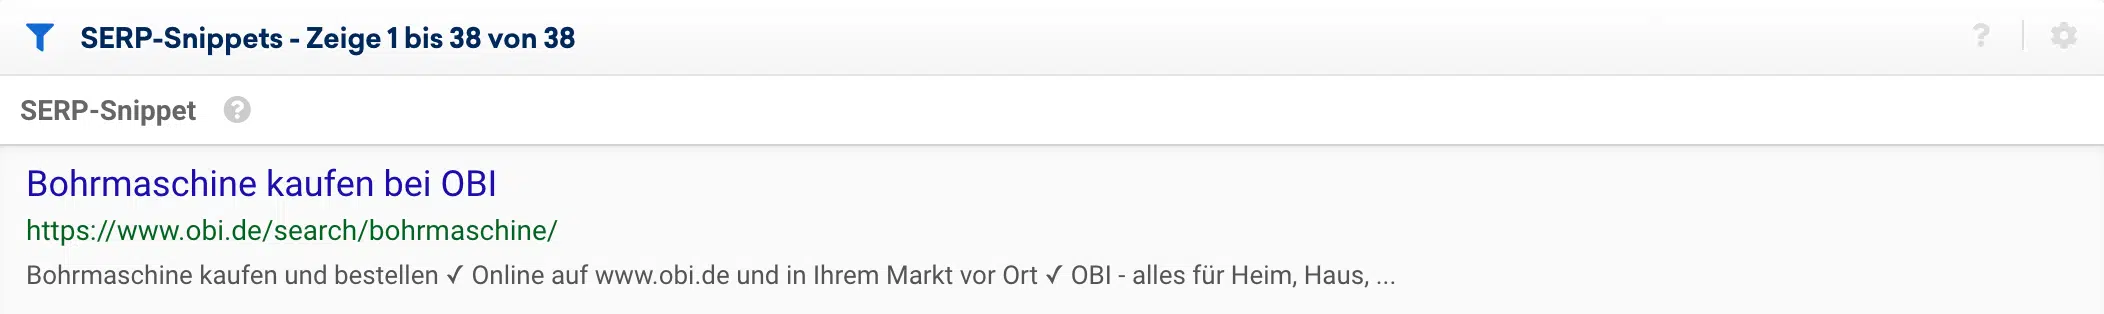 SERP-Snippets - Zeige 1 bis 38 von 38
?
SERP-Snippet ?
Bohrmaschine kaufen bei OBI
https://www.obi.de/search/bohrmaschine/
Bohrmaschine kaufen und bestellen ✓ Online auf www.obi.de und in Ihrem Markt vor Ort ✓ OBI - alles für Heim, Haus, ...